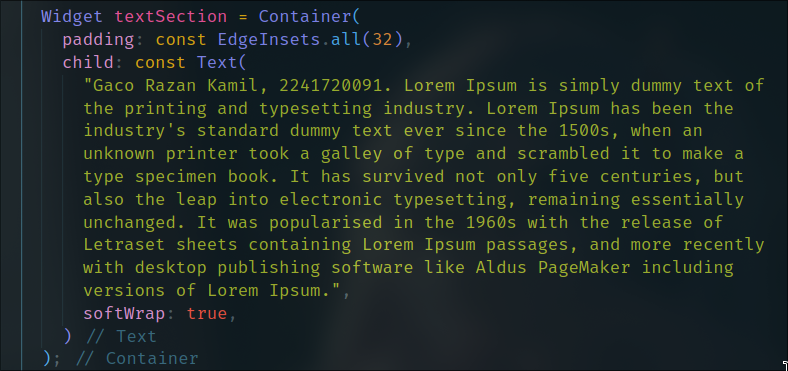 Widget textSection = Container(
  padding: const EdgeInsets.all(32),
  child: const Text(
    "Gaco Razan Kamil, 2241720091. Lorem Ipsum is simply dummy text of
    the printing and typesetting industry. Lorem Ipsum has been the
    industry's standard dummy text ever since the 1500s, when an
    unknown printer took a galley of type and scrambled it to make a
    type specimen book. It has survived not only five centuries, but
    also the leap into electronic typesetting, remaining essentially
    unchanged. It was popularised in the 1960s with the release of
    Letraset sheets containing Lorem Ipsum passages, and more recently
    with desktop publishing software like Aldus PageMaker including
    versions of Lorem Ipsum.",
    softWrap: true,
  ) // Text
); // Container